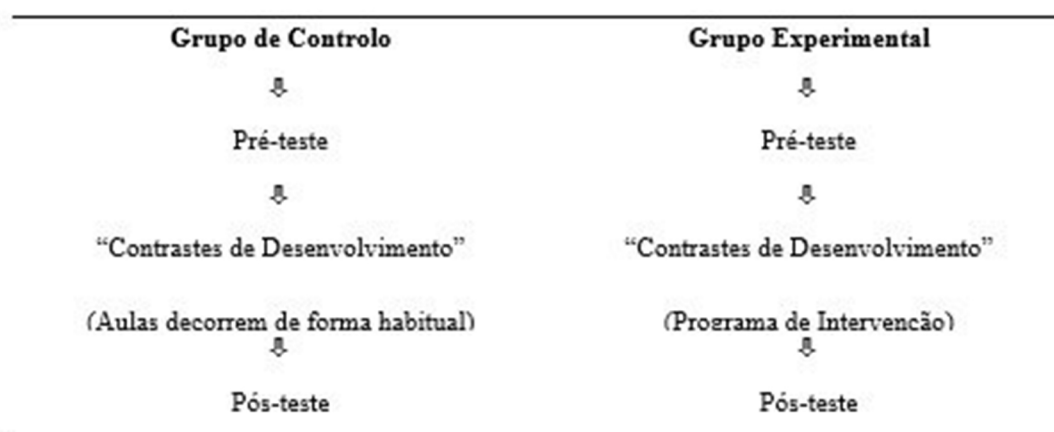 Grupo de Controlo Grupo Experimental
⇩ ⇩
Pré-teste Pré-teste
⇩ ⇩
“Contrastes de Desenvolvimento” “Contrastes de Desenvolvimento”
(Aulas decorrem de forma habitual) (Programa de Intervenção)
⇩ ⇩
Pós-teste Pós-teste